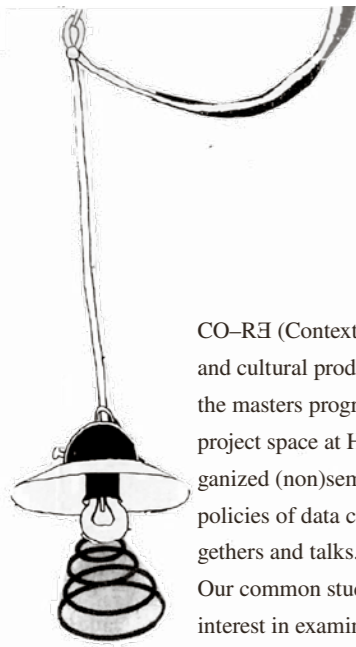 CO–RƎ (Context
and cultural prod
the masters progr
project space at H
ganized (non)sem
policies of data c
gethers and talks.
Our common stud
interest in examin